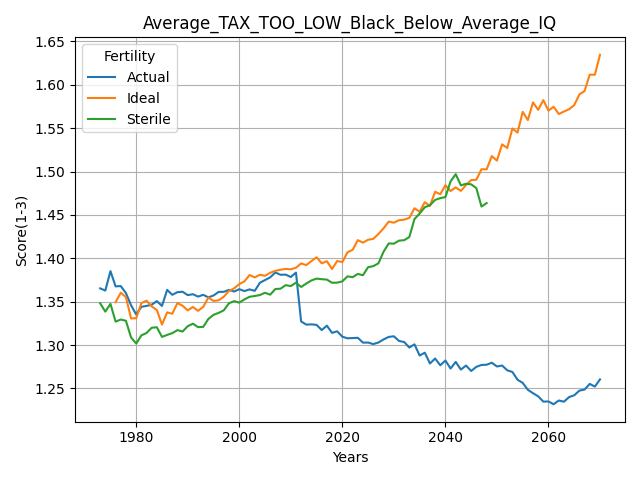 Average_TAX_TOO_LOW_Black_Below_Average_IQ
Fertility
Actual
Ideal
Sterile
Score(1-3)
1.65
1.60
1.55
1.50
1.45
1.40
1.35
1.30
1.25
1980 2000 2020 2040 2060
Years